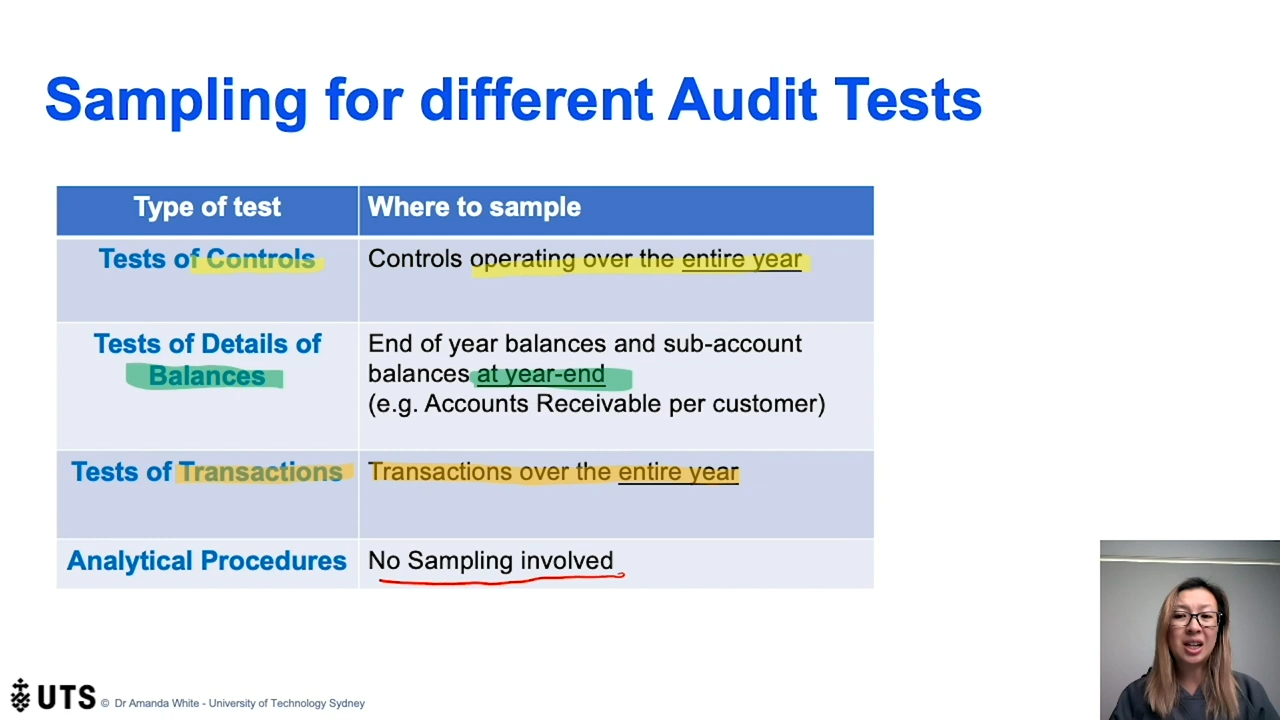 Sampling for different Audit Tests
Type of test
Where to sample
Tests of Controls
Controls operating over the entire year
Tests of Details of
Balances
End of year balances and sub-account
balances at year-end
(e.g. Accounts Receivable per customer)
Tests of Transactions
Transactions over the entire year
Analytical Procedures
No Sampling involved
UTS
© Dr Amanda White - University of Technology Sydney